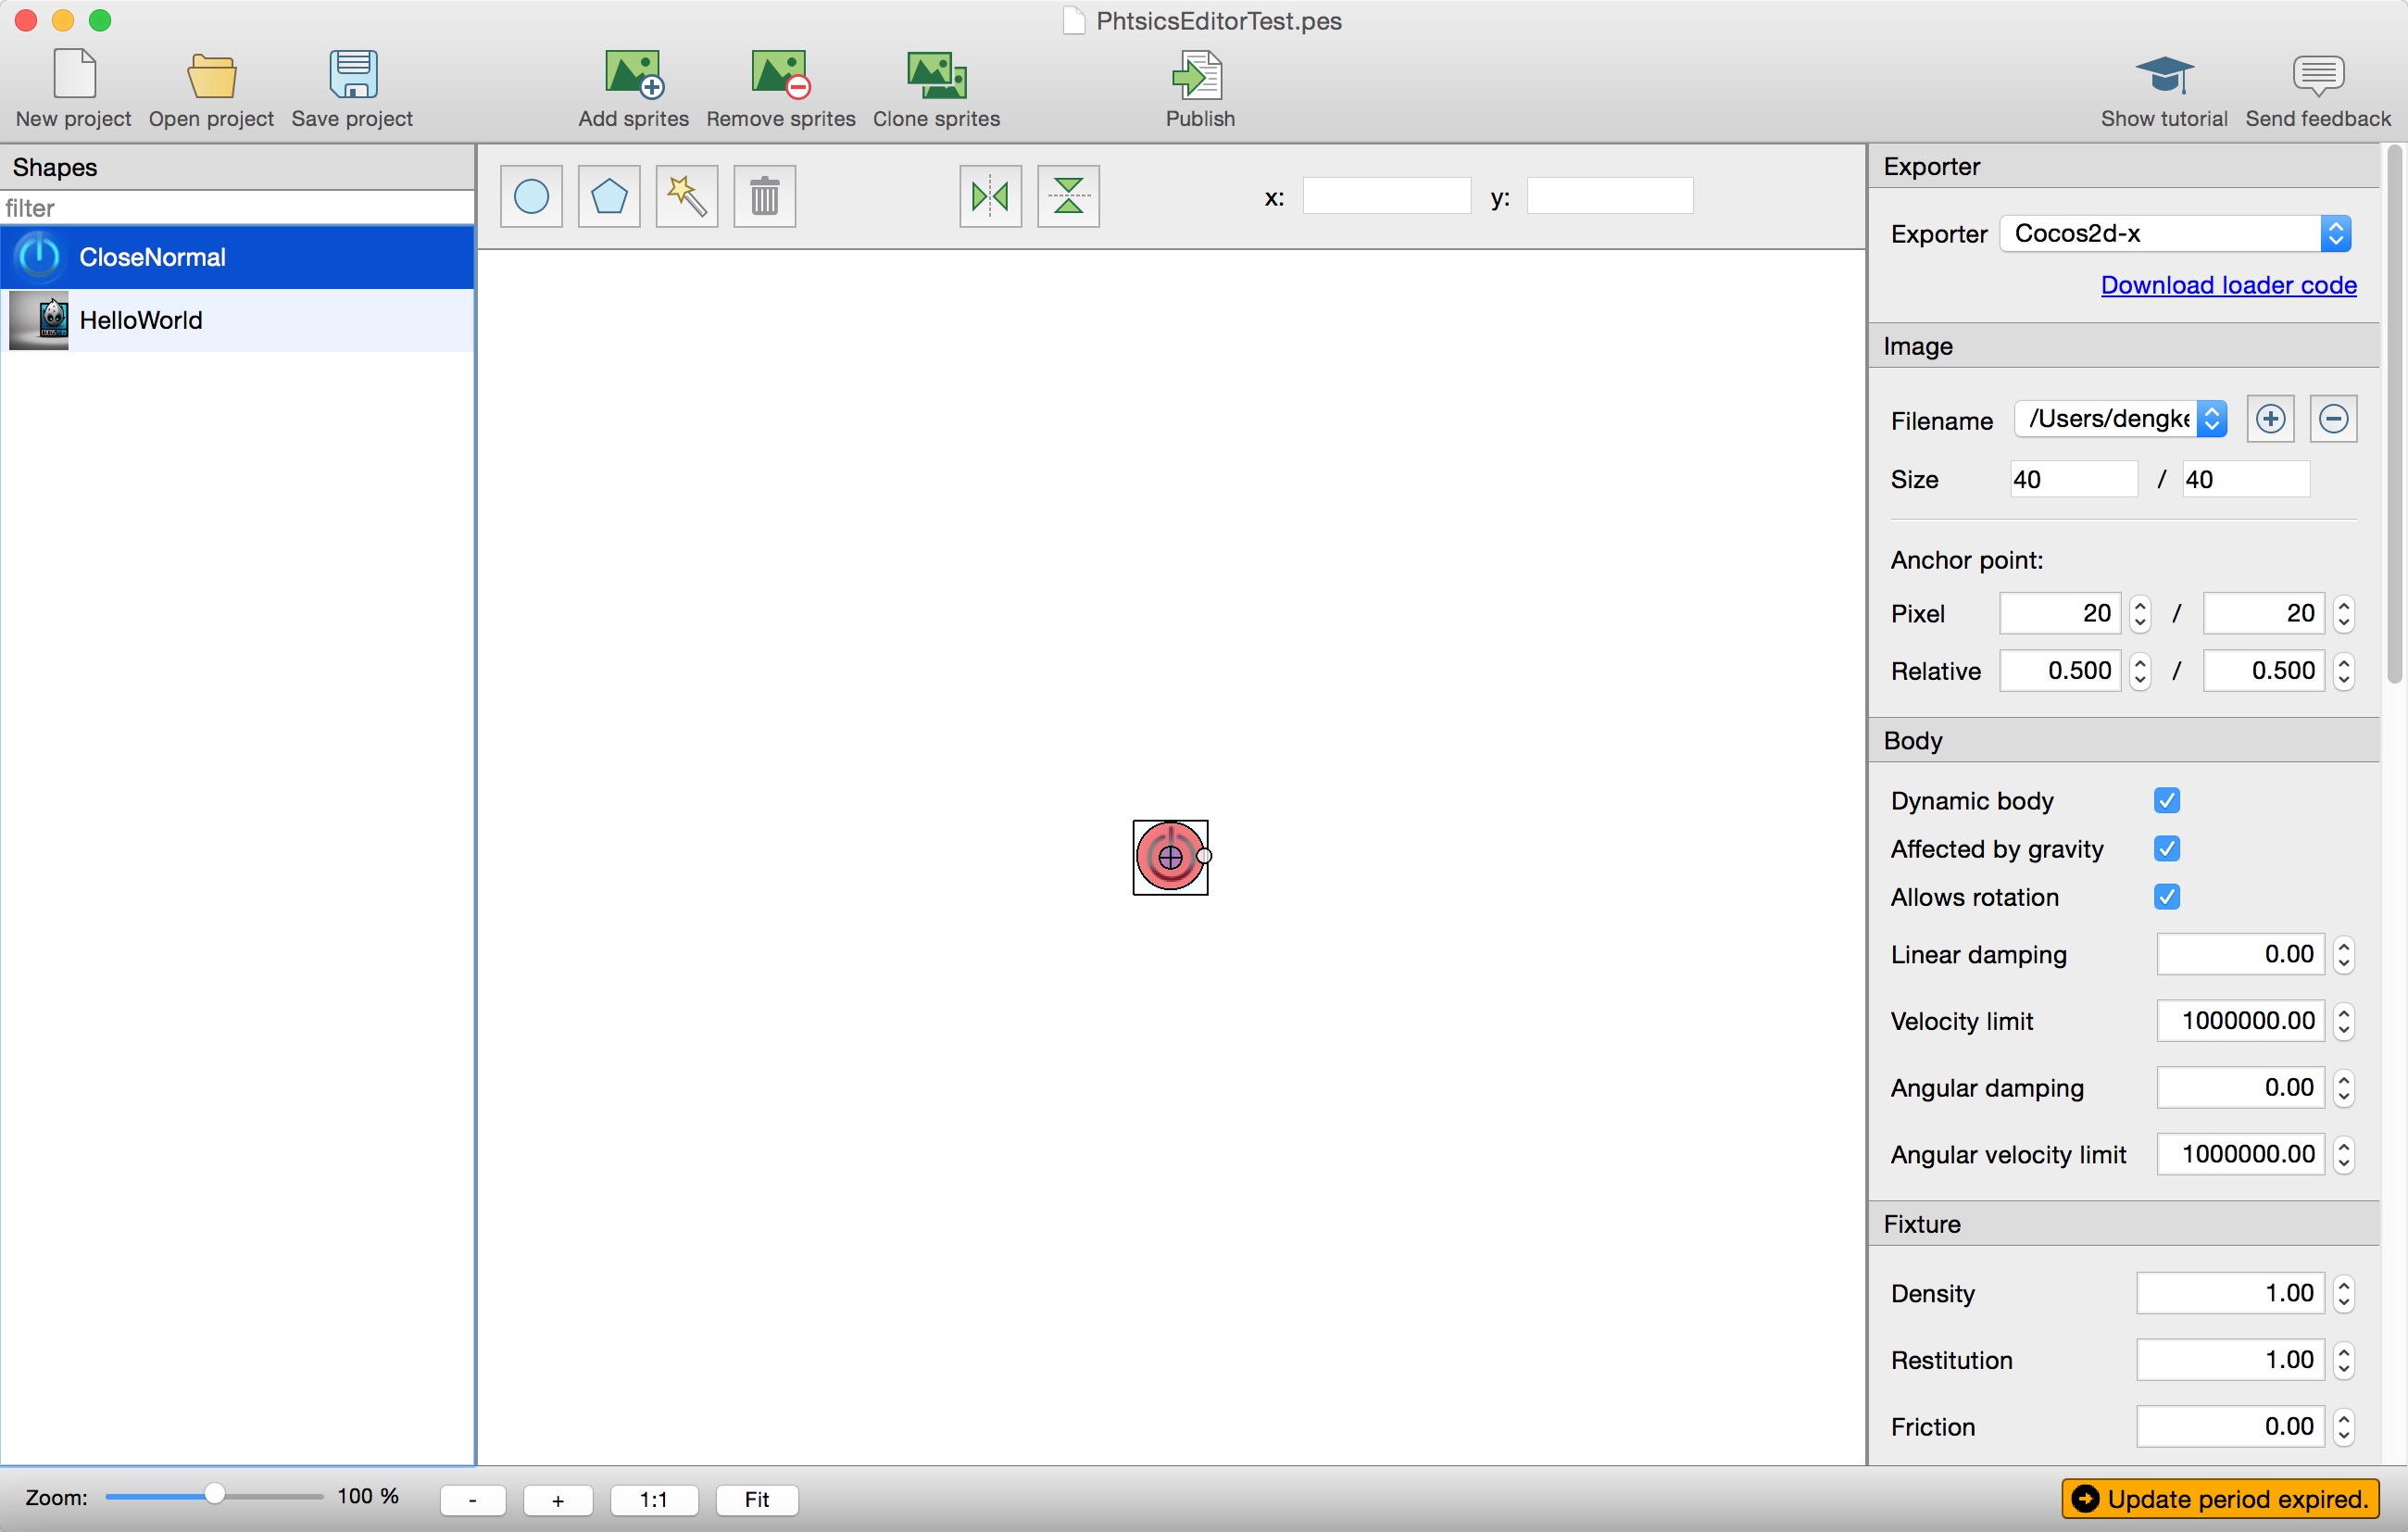 PhtsicsEditorTest.pes
New project Open project Save project Add sprites Remove sprites Clone sprites Publish Show tutorial Send feedback
Shapes
filter
CloseNormal
HelloWorld
x: y:
Exporter
Exporter Cocos2d-x
Download loader code
Image
Filename /Users/dengke
Size 40 / 40
Anchor point:
Pixel 20 / 20
Relative 0.500 / 0.500
Body
Dynamic body
Affected by gravity
Allows rotation
Linear damping 0.00
Velocity limit 1000000.00
Angular damping 0.00
Angular velocity limit 1000000.00
Fixture
Density 1.00
Restitution 1.00
Friction 0.00
Zoom: 100 % - + 1:1 Fit Update period expired.